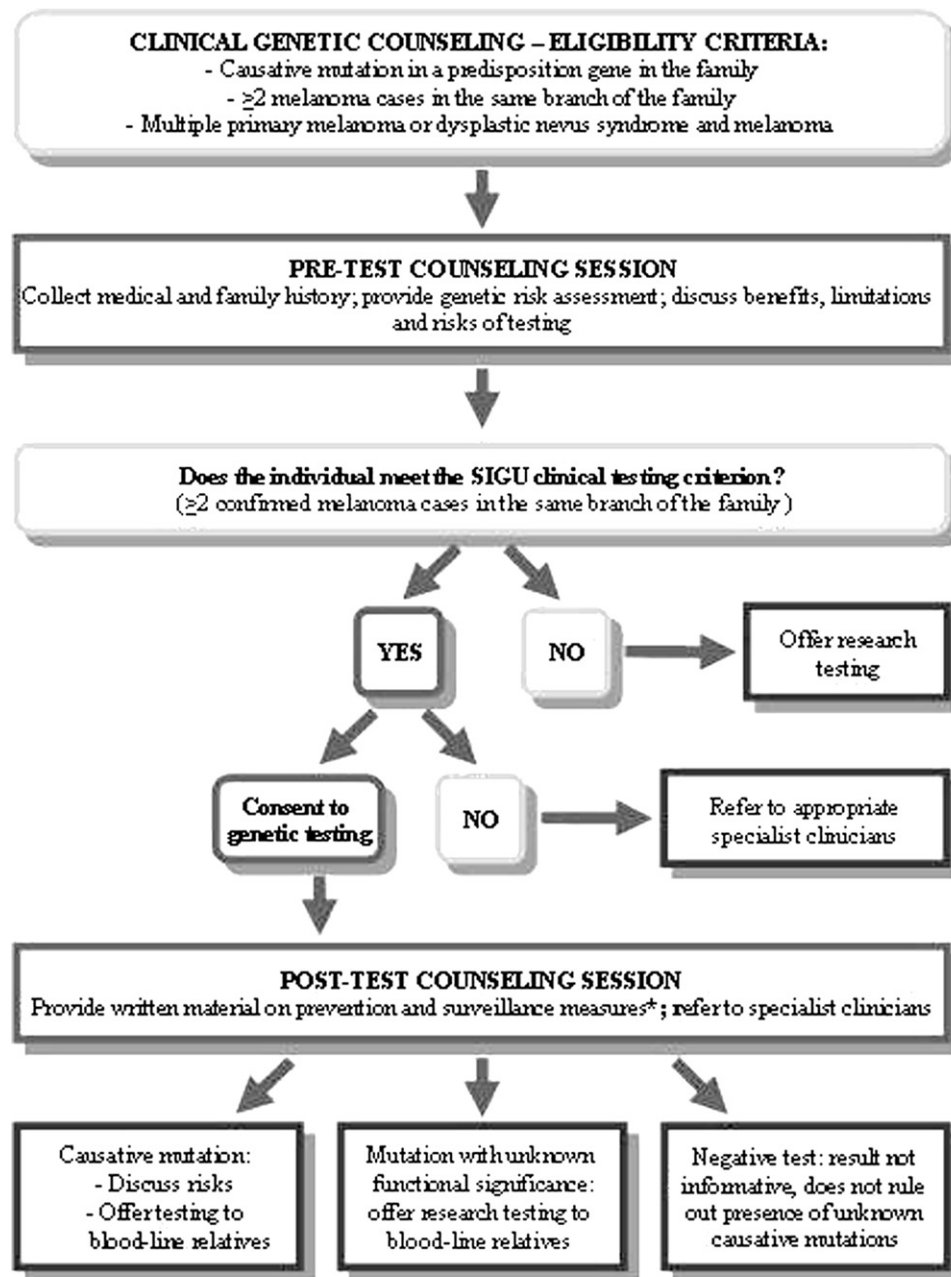 CLINICAL GENETIC COUNSELING – ELIGIBILITY CRITERIA:
- Causative mutation in a predisposition gene in the family
- ≥2 melanoma cases in the same branch of the family
- Multiple primary melanoma or dysplastic nevus syndrome and melanoma
PRE-TEST COUNSELING SESSION
Collect medical and family history; provide genetic risk assessment; discuss benefits, limitations
and risks of testing
Does the individual meet the SIGU clinical testing criterion?
(≥2 confirmed melanoma cases in the same branch of the family )
YES
NO
Offer research
testing
Consent to
genetic testing
NO
Refer to appropriate
specialist clinicians
POST-TEST COUNSELING SESSION
Provide written material on prevention and surveillance measures*; refer to specialist clinicians
Causative mutation:
- Discuss risks
- Offer testing to
blood-line relatives
Mutation with unknown
functional significance:
offer research testing to
blood-line relatives
Negative test: result not
informative, does not rule
out presence of unknown
causative mutations